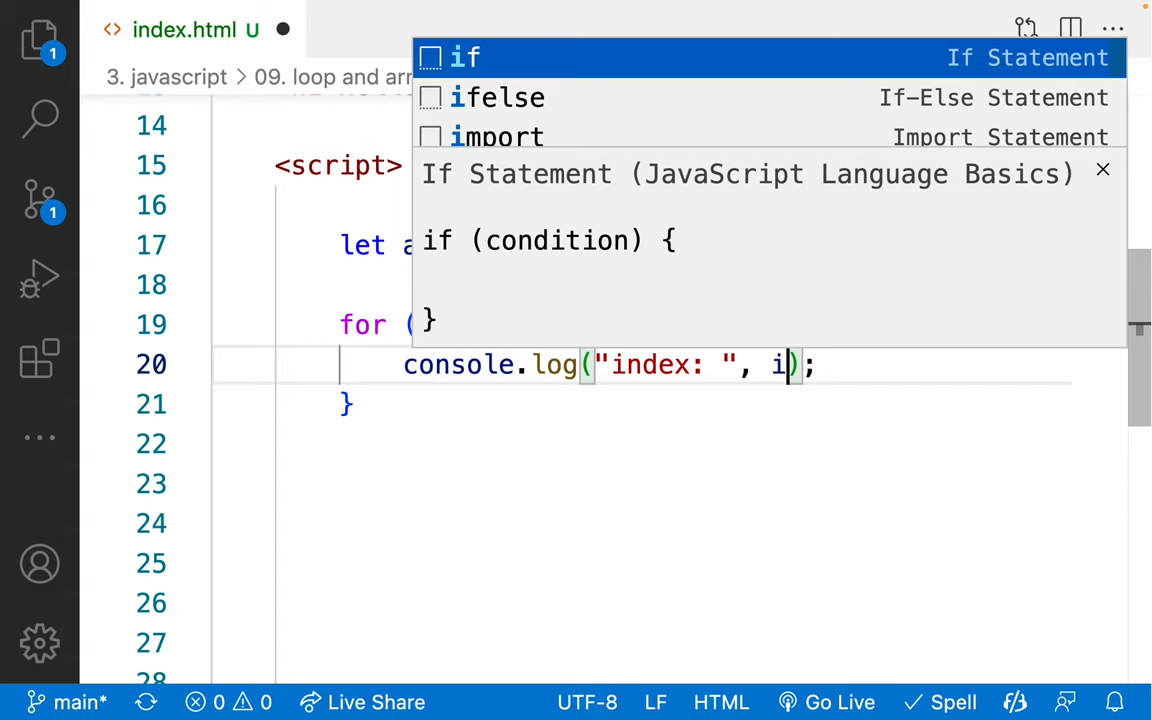 index.html U
1
3. javascript > 09. loop and arr
if If Statement
ifelse If-Else Statement
import Import Statement
If Statement (JavaScript Language Basics)
if (condition) {
}
14
15 <script>
16
1
17 let a
18
19 for (
20 console.log("index: ", i);
21 }
22
23
24
25
26
27
28
main* 0 0 Live Share UTF-8 LF HTML Go Live Spell